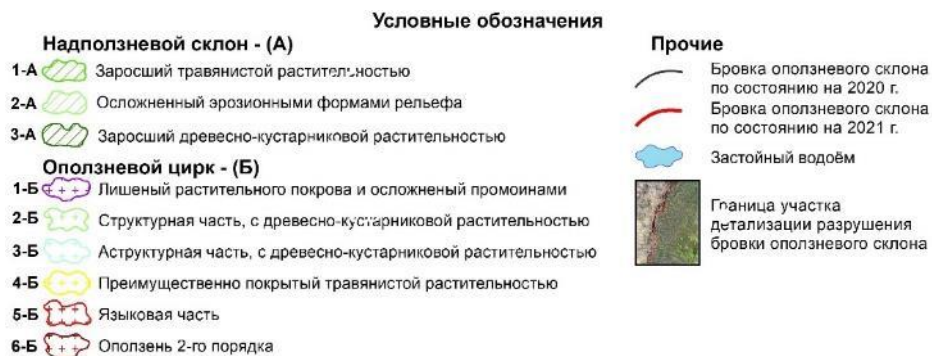 Условные обозначения
Надползневой склон - (А)
1-А Заросший травянистой растительностью
2-А Осложненный эрозионными формами рельефа
3-А Заросший древесно-кустарниковой растительностью
Оползневой цирк - (Б)
1-Б Лишеный растительного покрова и осложненый промоинами
2-Б Структурная часть, с древесно-кустарниковой растительностью
3-Б Аструктурная часть, с древесно-кустарниковой растительностью
4-Б Преимущественно покрытый травянистой растительностью
5-Б Языковая часть
6-Б Оползень 2-го порядка
Прочие
Бровка оползневого склона
по состоянию на 2020 г.
Бровка оползневого склона
по состоянию на 2021 г.
Застойный водоём
Граница участка
детализации разрушения
бровки оползневого склона